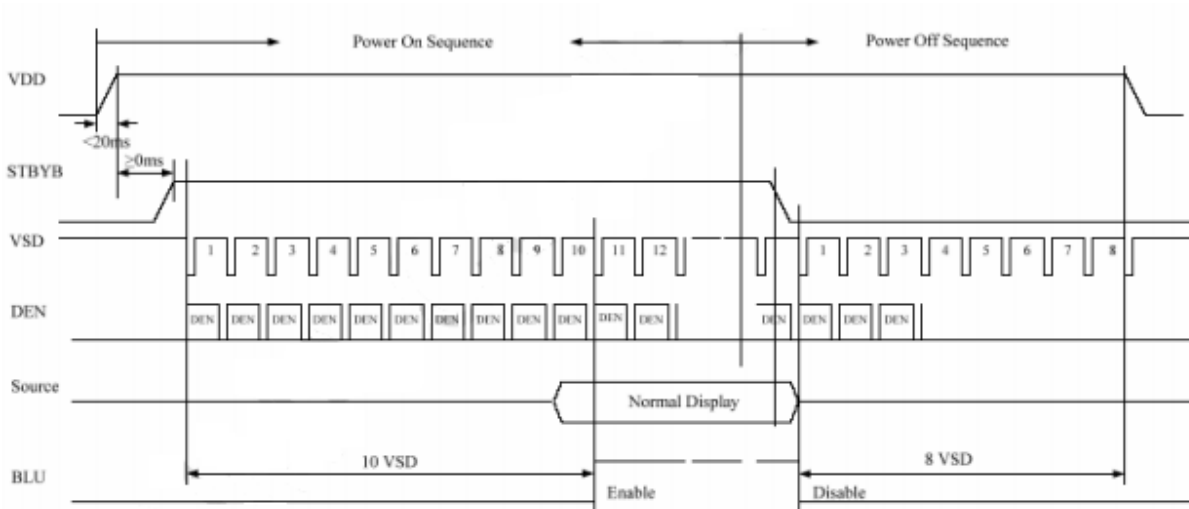 Power On Sequence
Power Off Sequence
VDD
<20ms
≥0ms
STBYB
VSD
1 2 3 4 5 6 7 8 9 10 11 12
1 2 3 4 5 6 7 8
DEN
DEN DEN DEN DEN DEN DEN DEN DEN DEN DEN DEN DEN
DEN DEN DEN DEN
Source
Normal Display
10 VSD
8 VSD
BLU
Enable
Disable